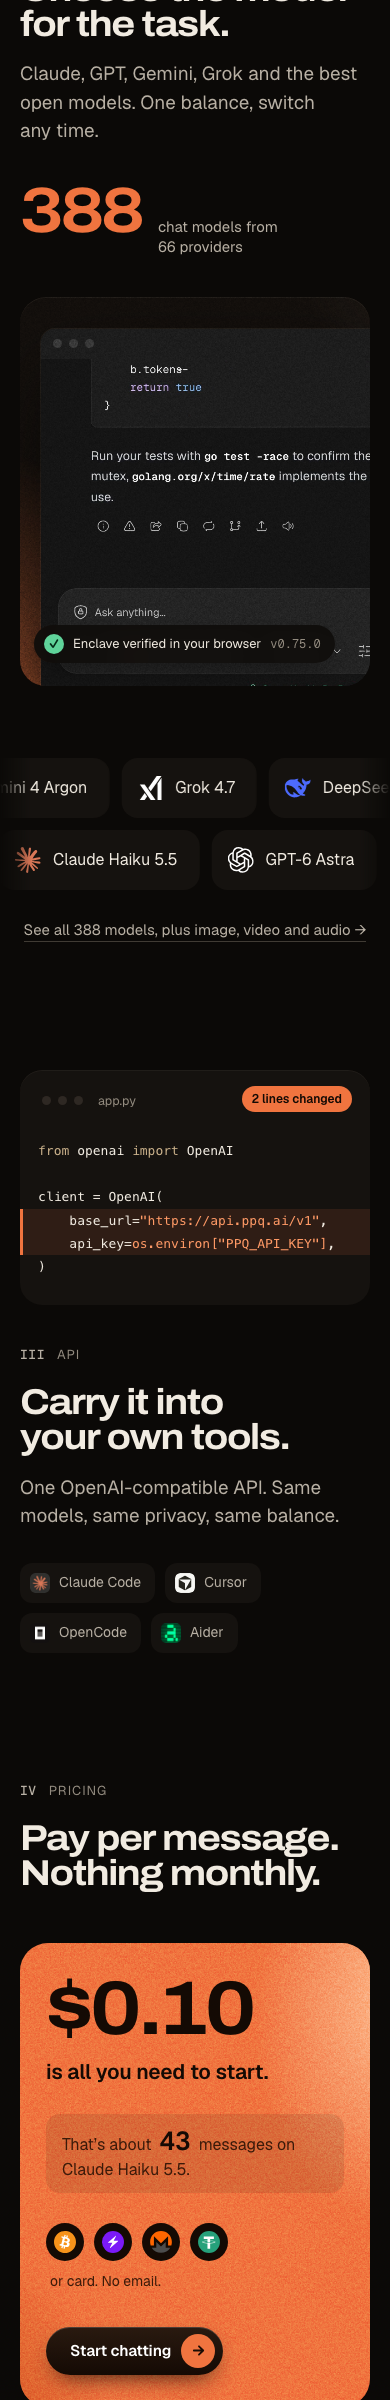 for the task.
Claude, GPT, Gemini, Grok and the best
open models. One balance, switch
any time.
388
chat models from
66 providers
b.tokens–
return true
}
Run your tests with go test -race to confirm the
mutex, golang.org/x/time/rate implements the
use.
Ask anything…
Enclave verified in your browser v0.75.0
ini 4 Argon
Grok 4.7
DeepSee
Claude Haiku 5.5
GPT-6 Astra
See all 388 models, plus image, video and audio →
app.py
2 lines changed
from openai import OpenAI
client = OpenAI(
base_url="https://api.ppq.ai/v1",
api_key=os.environ["PPQ_API_KEY"],
)
III API
Carry it into
your own tools.
One OpenAI-compatible API. Same
models, same privacy, same balance.
Claude Code
Cursor
OpenCode
Aider
IV PRICING
Pay per message.
Nothing monthly.
$0.10
is all you need to start.
That's about 43 messages on
Claude Haiku 5.5.
or card. No email.
Start chatting →